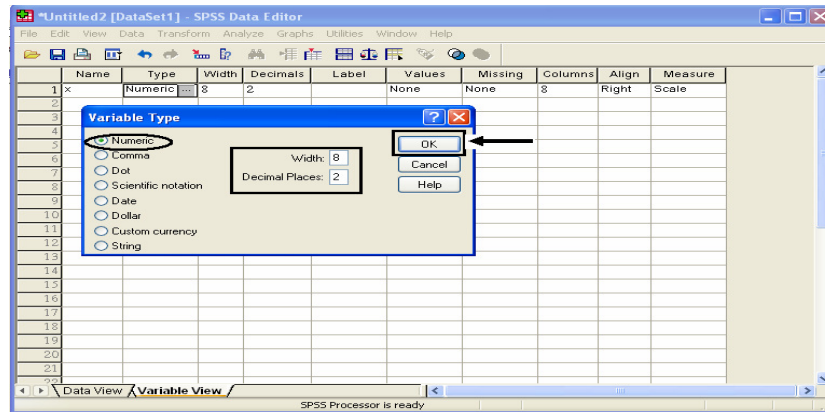 *Untitled2 [DataSet1] - SPSS Data Editor
File Edit View Data Transform Analyze Graphs Utilities Window Help
Name Type Width Decimals Label Values Missing Columns Align Measure
1 x Numeric ... 8 2 None None 8 Right Scale
2
3
4
5
6
7
8
9
10
11
12
13
14
15
16
17
18
19
20
21
22
Variable Type
Numeric
Comma
Dot
Scientific notation
Date
Dollar
Custom currency
String
Width: 8
Decimal Places: 2
OK
Cancel
Help
Data View Variable View
SPSS Processor is ready